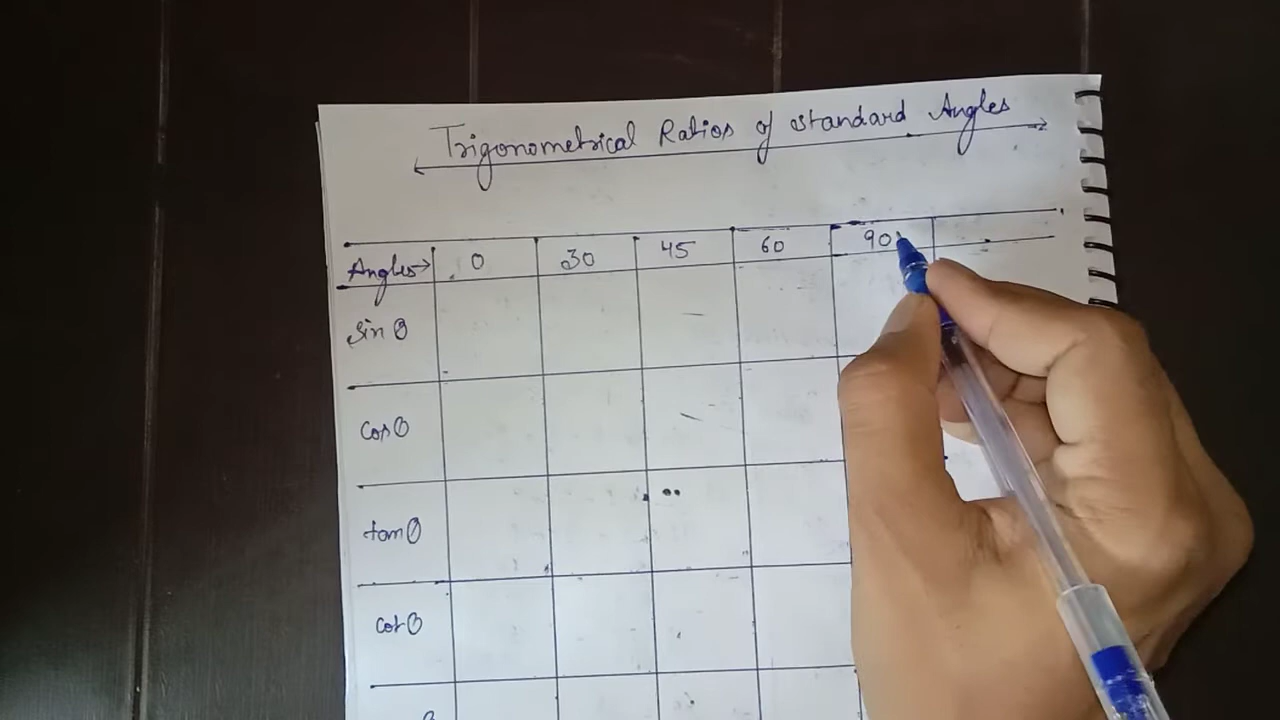 Trigonometrical Ratios of standard Angles
Angles→ 0 30 45 60 90
sin θ
cos θ
tan θ
cot θ